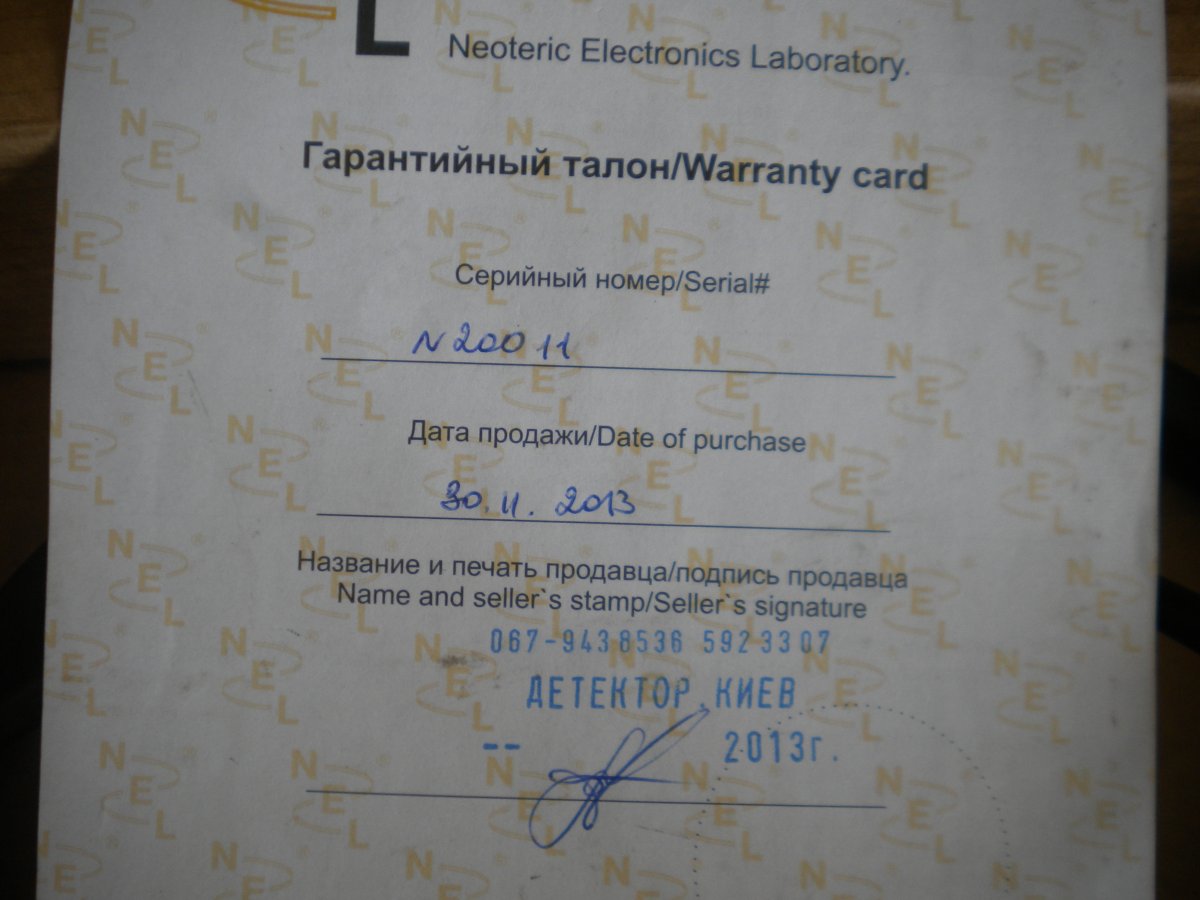 L
Neoteric Electronics Laboratory.
Гарантийный талон/Warranty card
Серийный номер/Serial#
N 20011
Дата продажи/Date of purchase
30.11. 2013
Название и печать продавца/подпись продавца
Name and seller`s stamp/Seller`s signature
067-9438536 5923307
ДЕТЕКТОР.КИЕВ
-- 2013г.